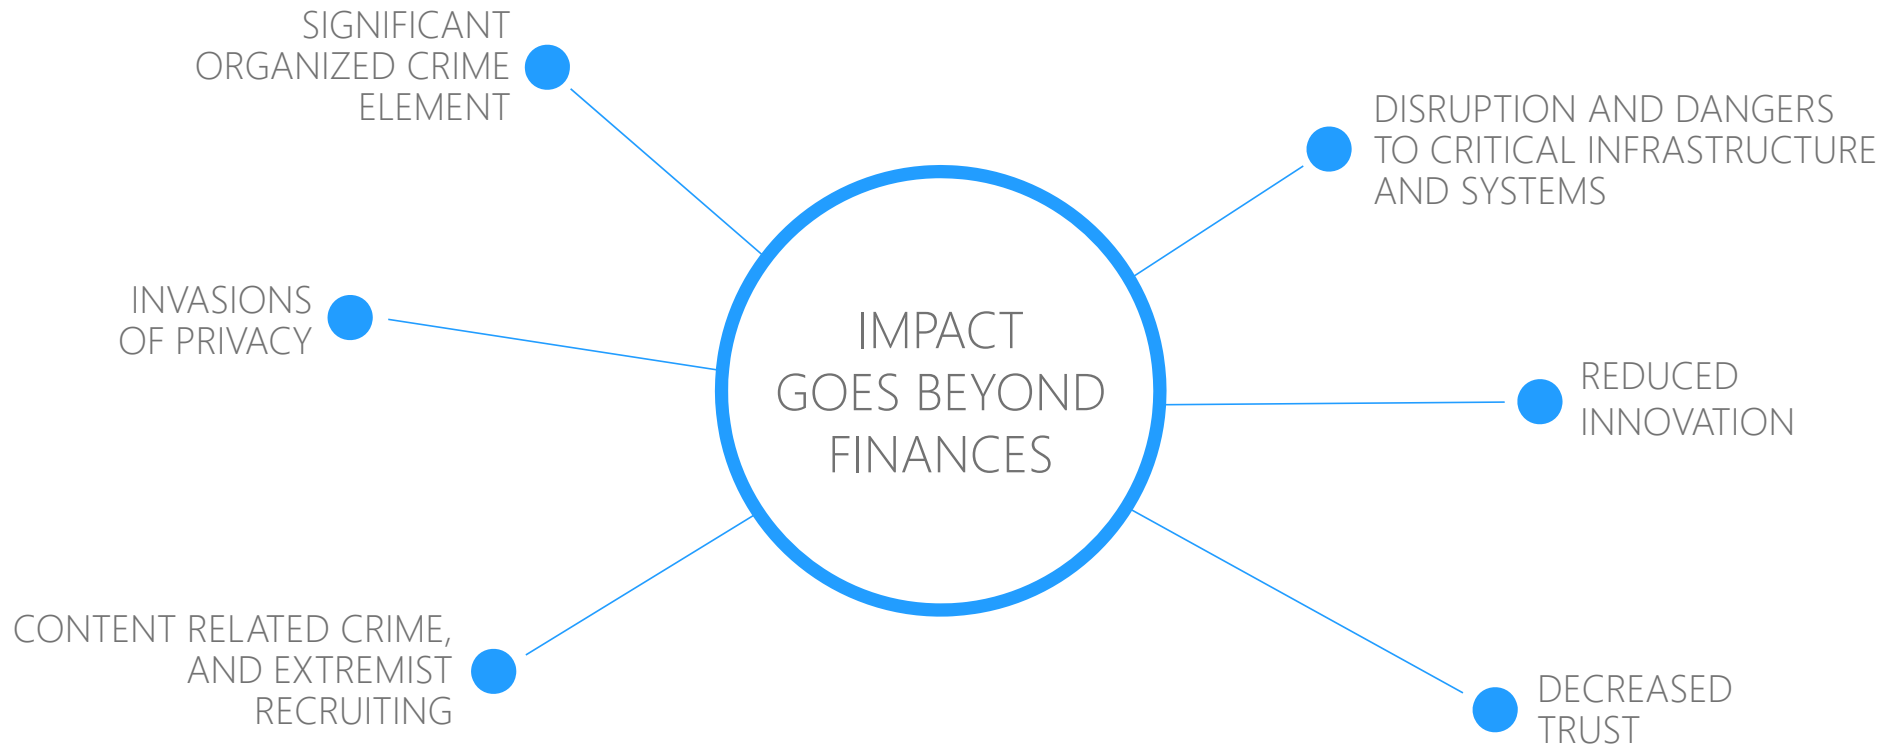 SIGNIFICANT
ORGANIZED CRIME
ELEMENT
DISRUPTION AND DANGERS
TO CRITICAL INFRASTRUCTURE
AND SYSTEMS
INVASIONS
OF PRIVACY
IMPACT
GOES BEYOND
FINANCES
REDUCED
INNOVATION
CONTENT RELATED CRIME,
AND EXTREMIST
RECRUITING
DECREASED
TRUST